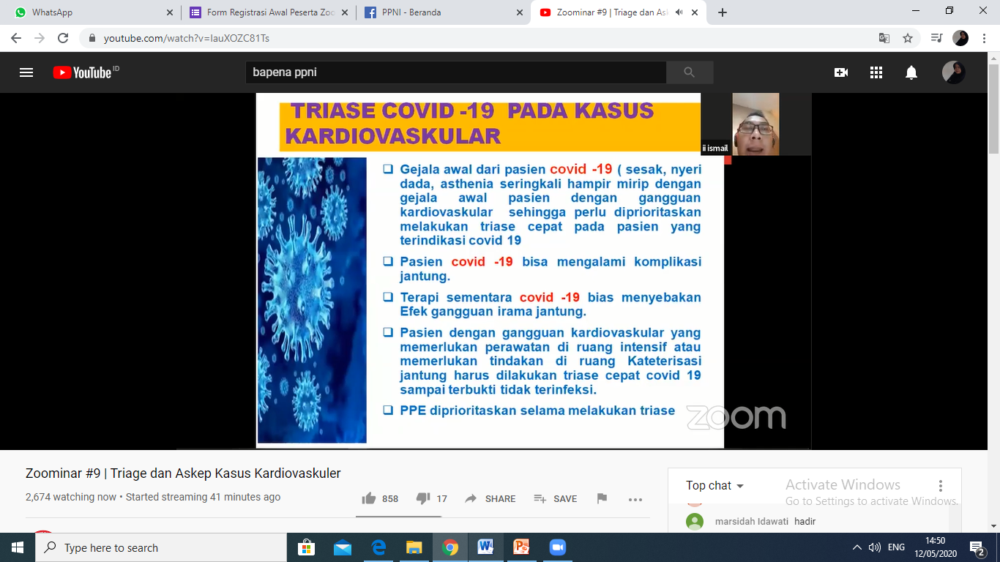 WhatsApp
Form Registrasi Awal Peserta Zoo
PPNI - Beranda
Zoominar #9 | Triage dan As
youtube.com/watch?v=IauXOZC81Ts
YouTube ID
bapena ppni
TRIASE COVID -19 PADA KASUS
KARDIOVASKULAR
ii ismail
Gejala awal dari pasien covid -19 ( sesak, nyeri
dada, asthenia seringkali hampir mirip dengan
gejala awal pasien dengan gangguan
kardiovaskular sehingga perlu diprioritaskan
melakukan triase cepat pada pasien yang
terindikasi covid 19
Pasien covid -19 bisa mengalami komplikasi
jantung.
Terapi sementara covid -19 bias menyebakan
Efek gangguan irama jantung.
Pasien dengan gangguan kardiovaskular yang
memerlukan perawatan di ruang intensif atau
memerlukan tindakan di ruang Kateterisasi
jantung harus dilakukan triase cepat covid 19
sampai terbukti tidak terinfeksi.
PPE diprioritaskan selama melakukan triase
zoom
Zoominar #9 | Triage dan Askep Kasus Kardiovaskuler
2,674 watching now • Started streaming 41 minutes ago
858
17
SHARE
SAVE
Top chat
Activate Windows
Go to Settings to activate Windows.
marsidah Idawati hadir
Type here to search
ENG
14:50
12/05/2020
2